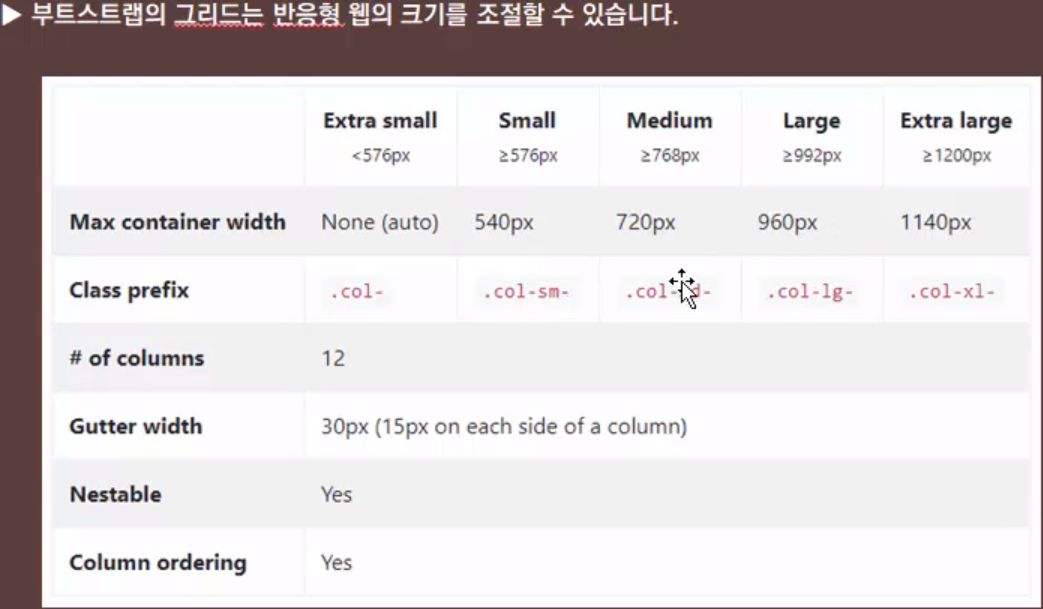 ▶ 부트스트랩의 그리드는 반응형 웹의 크기를 조절할 수 있습니다.
Extra small Small Medium Large Extra large
<576px ≥576px ≥768px ≥992px ≥1200px
Max container width None (auto) 540px 720px 960px 1140px
Class prefix .col- .col-sm- .col- d- .col-lg- .col-xl-
# of columns 12
Gutter width 30px (15px on each side of a column)
Nestable Yes
Column ordering Yes